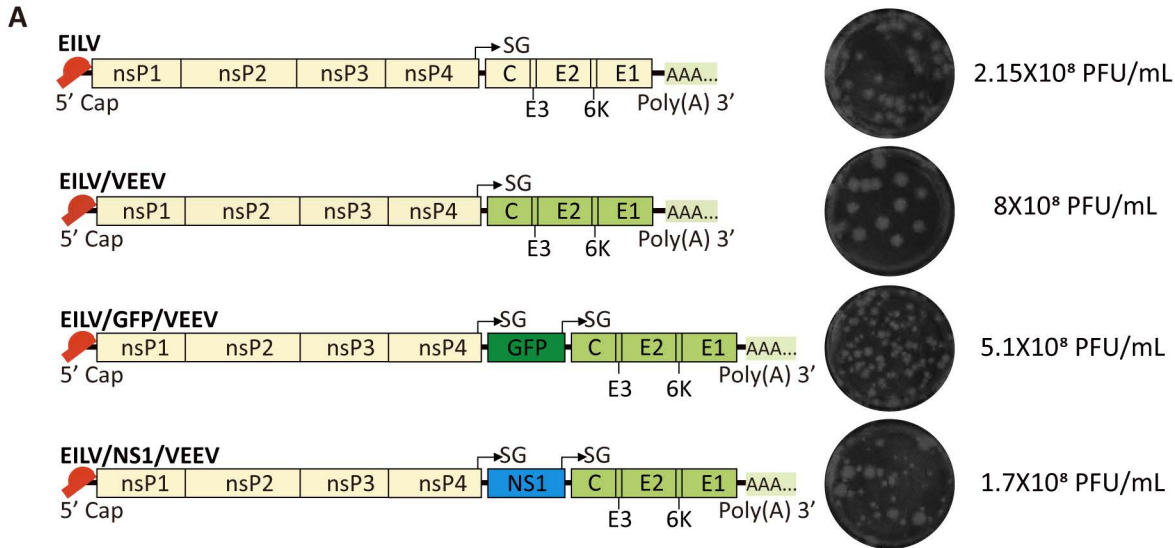 A
EILV
SG
nsP1 nsP2 nsP3 nsP4 C E2 E1 AAA...
5’ Cap E3 6K Poly(A) 3’
2.15X10⁸ PFU/mL
EILV/VEEV
SG
nsP1 nsP2 nsP3 nsP4 C E2 E1 AAA...
5’ Cap E3 6K Poly(A) 3’
8X10⁸ PFU/mL
EILV/GFP/VEEV
SG SG
nsP1 nsP2 nsP3 nsP4 GFP C E2 E1 AAA...
5’ Cap E3 6K Poly(A) 3’
5.1X10⁸ PFU/mL
EILV/NS1/VEEV
SG SG
nsP1 nsP2 nsP3 nsP4 NS1 C E2 E1 AAA...
5’ Cap E3 6K Poly(A) 3’
1.7X10⁸ PFU/mL